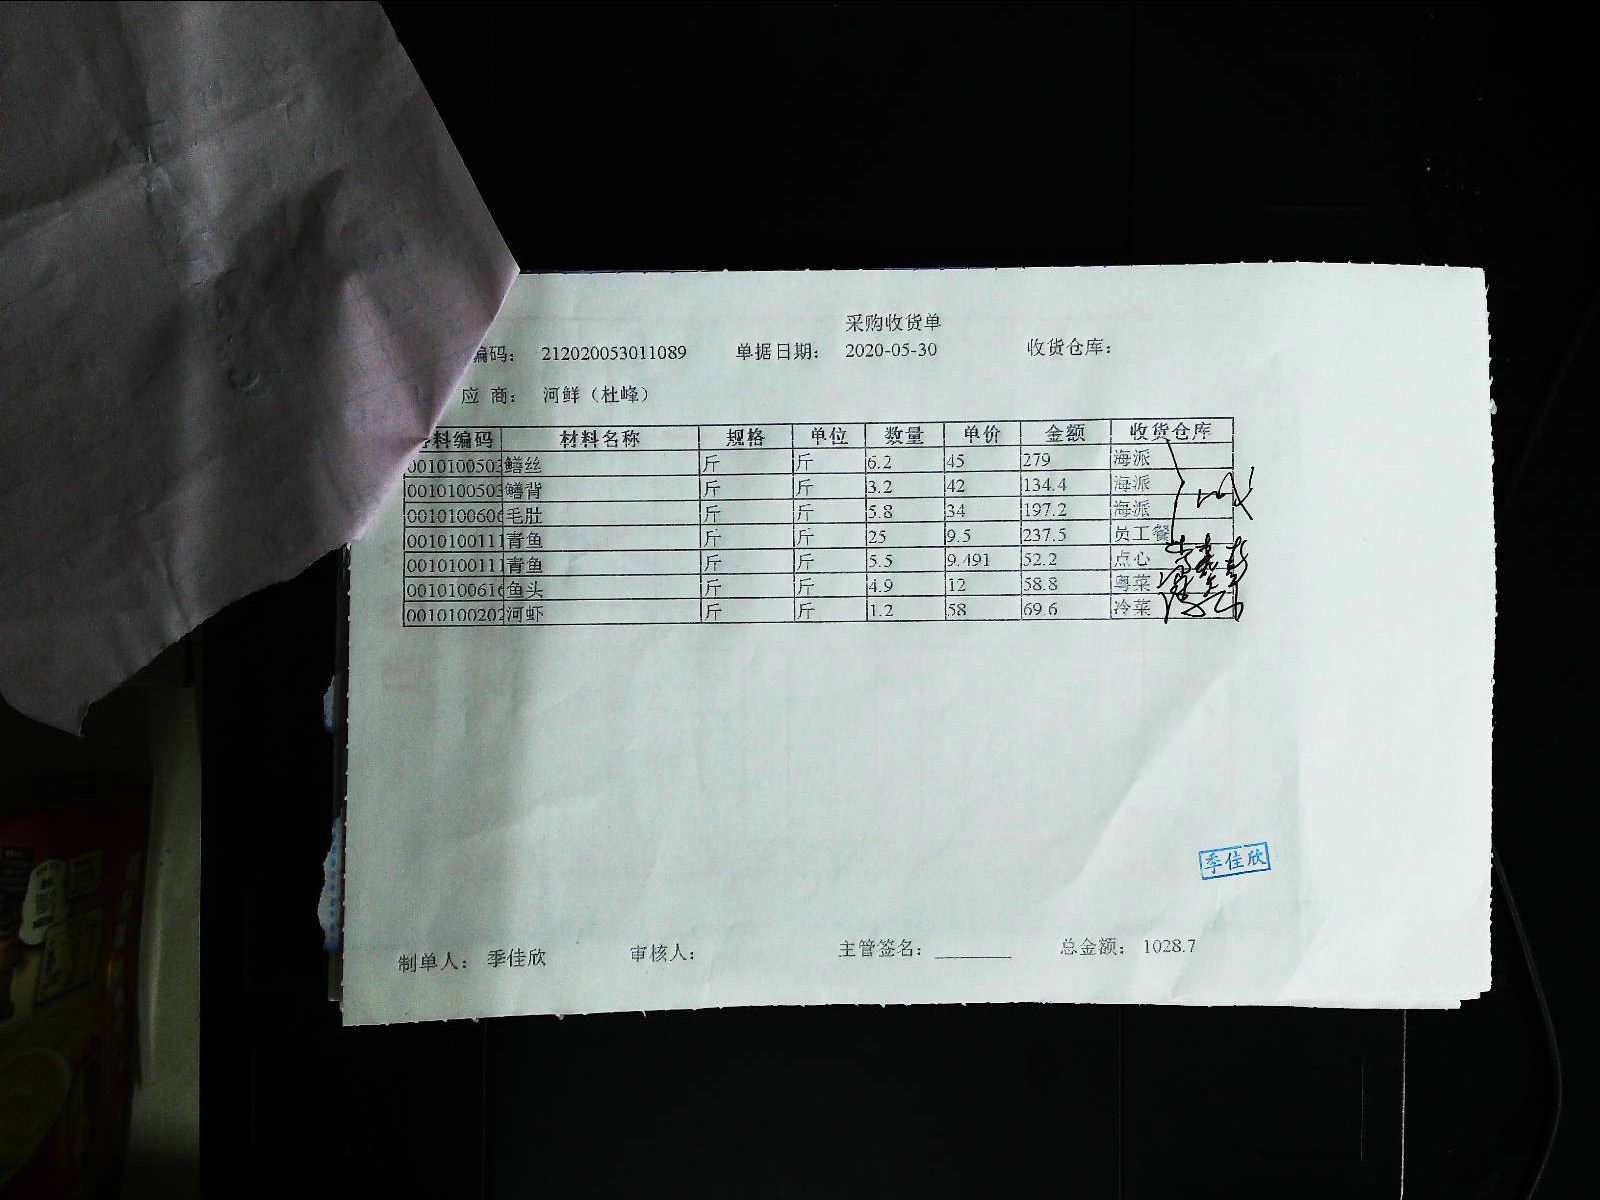 采购收货单
编码： 212020053011089 单据日期： 2020-05-30 收货仓库：
应 商： 河鲜（杜峰）
料编码 材料名称 规格 单位 数量 单价 金额 收货仓库
0010100503 鳝丝 斤 斤 6.2 45 279 海派
0010100503 鳝背 斤 斤 3.2 42 134.4 海派
0010100606 毛肚 斤 斤 5.8 34 197.2 海派
0010100111 青鱼 斤 斤 25 9.5 237.5 员工餐
0010100111 青鱼 斤 斤 5.5 9.491 52.2 点心
0010100616 鱼头 斤 斤 4.9 12 58.8 粤菜
0010100202 河虾 斤 斤 1.2 58 69.6 冷菜
季佳欣
制单人： 季佳欣 审核人： 主管签名： 总金额： 1028.7